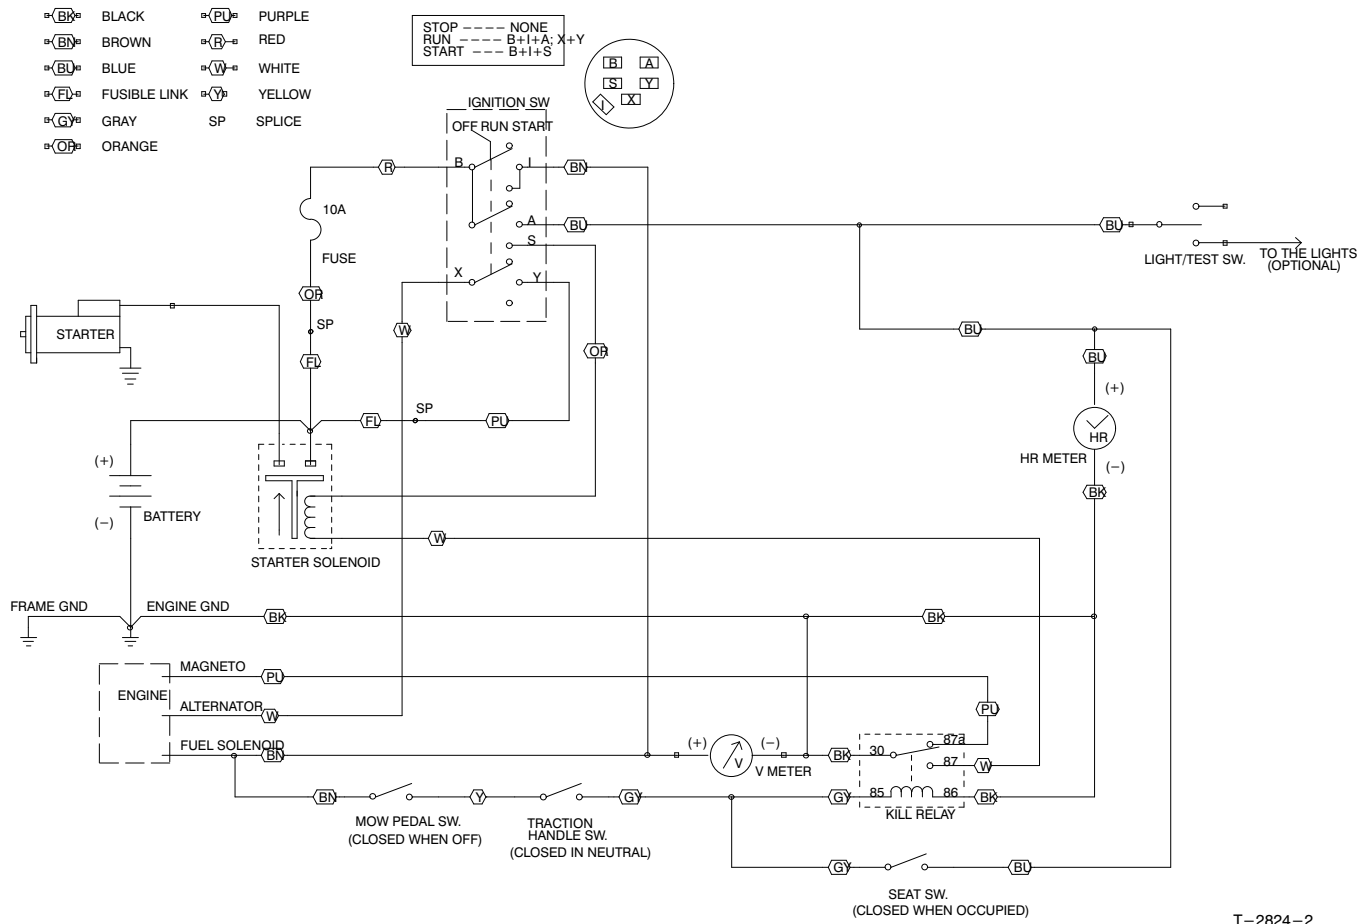 BK BLACK PU PURPLE
BN BROWN R RED
BU BLUE W WHITE
FL FUSIBLE LINK Y YELLOW
GY GRAY SP SPLICE
OR ORANGE
STOP −−−− NONE
RUN −−−− B+I+A; X+Y
START −−− B+I+S
B A
S Y
I X
IGNITION SW
OFF RUN START
B I
R
BN
10A
FUSE
A
BU
S
X Y
BU
LIGHT/TEST SW.
TO THE LIGHTS
(OPTIONAL)
OR
SP
FL
W
OR
BU
BU
STARTER
(+)
HR
HR METER
(−)
BK
FL
SP
PU
(+)
BATTERY
(−)
STARTER SOLENOID
W
FRAME GND
ENGINE GND
BK
BK
ENGINE
MAGNETO
PU
ALTERNATOR
W
FUEL SOLENOID
BN
PU
(+)
V
(−)
V METER
BK
30
87a
87
W
85
86
GY
BK
KILL RELAY
BN
Y
GY
MOW PEDAL SW.
(CLOSED WHEN OFF)
TRACTION
HANDLE SW.
(CLOSED IN NEUTRAL)
GY
BU
SEAT SW.
(CLOSED WHEN OCCUPIED)
T−2824−2